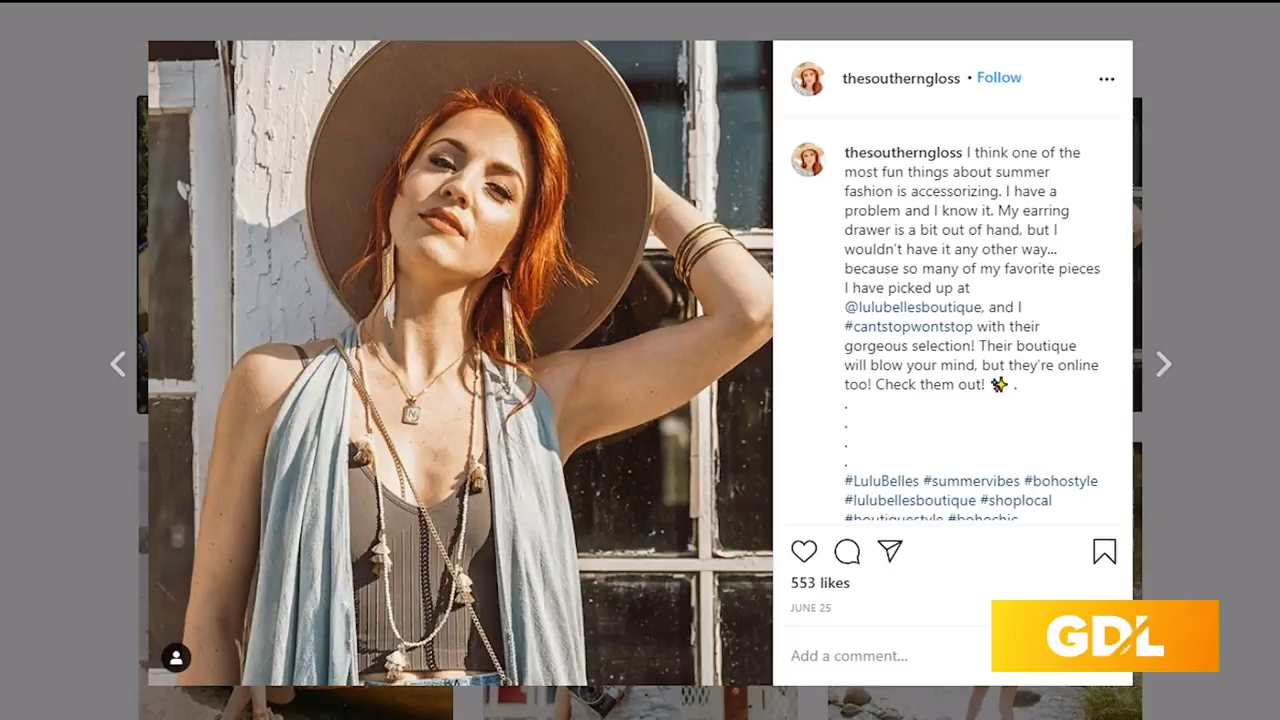 thesoutherngloss • Follow
thesoutherngloss I think one of the
most fun things about summer
fashion is accessorizing. I have a
problem and I know it. My earring
drawer is a bit out of hand, but I
wouldn't have it any other way...
because so many of my favorite pieces
I have picked up at
@lulubellesboutique, and I
#cantstopwontstop with their
gorgeous selection! Their boutique
will blow your mind, but they're online
too! Check them out! ✨ .
.
.
.
.
#LuluBelles #summervibes #bohostyle
#lulubellesboutique #shoplocal
#boutiquestyle #bohochic
553 likes
JUNE 25
Add a comment...
GDL
N